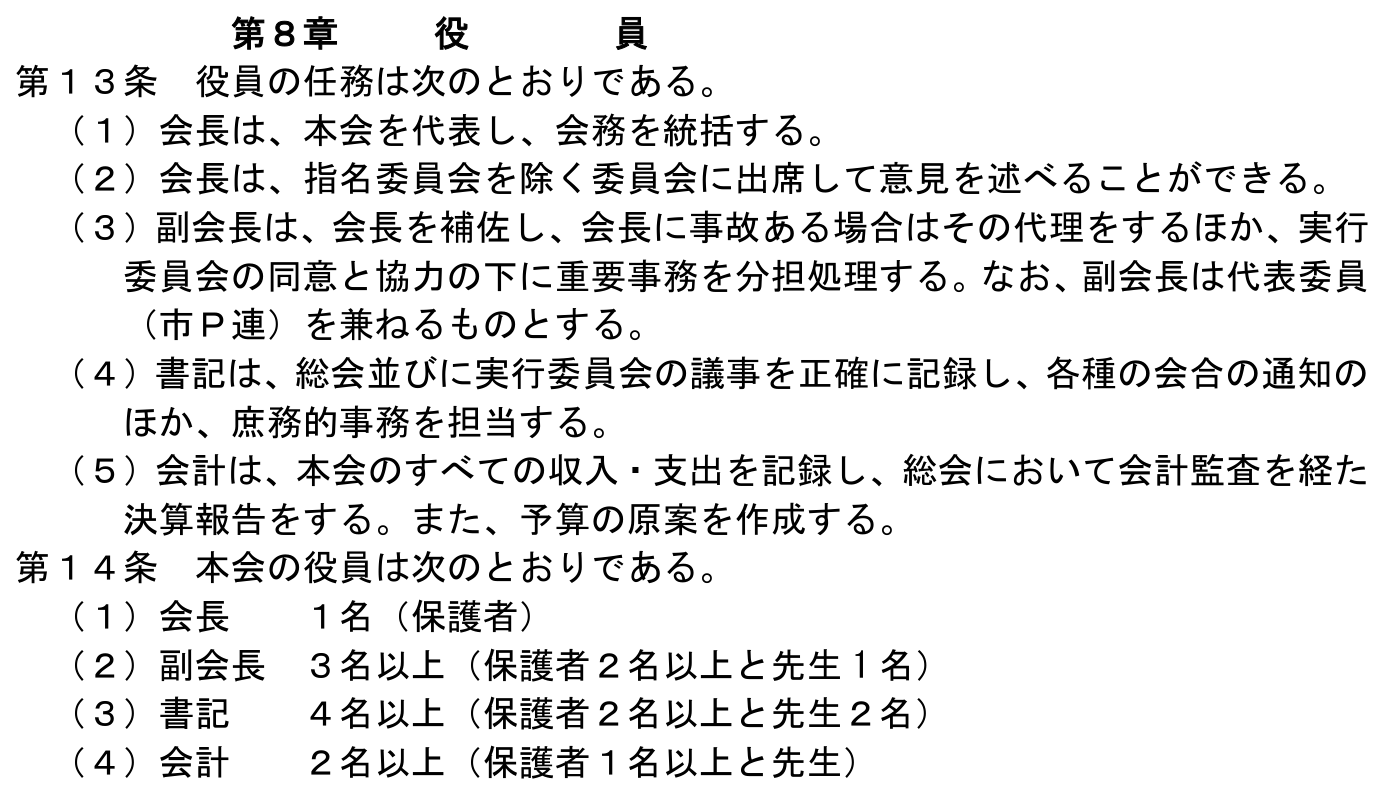 第８章　　役　　　員
第１３条　役員の任務は次のとおりである。
（１）会長は、本会を代表し、会務を統括する。
（２）会長は、指名委員会を除く委員会に出席して意見を述べることができる。
（３）副会長は、会長を補佐し、会長に事故ある場合はその代理をするほか、実行
委員会の同意と協力の下に重要事務を分担処理する。なお、副会長は代表委員
（市Ｐ連）を兼ねるものとする。
（４）書記は、総会並びに実行委員会の議事を正確に記録し、各種の会合の通知の
ほか、庶務的事務を担当する。
（５）会計は、本会のすべての収入・支出を記録し、総会において会計監査を経た
決算報告をする。また、予算の原案を作成する。
第１４条　本会の役員は次のとおりである。
（１）会長　　１名（保護者）
（２）副会長　３名以上（保護者２名以上と先生１名）
（３）書記　　４名以上（保護者２名以上と先生２名）
（４）会計　　２名以上（保護者１名以上と先生）